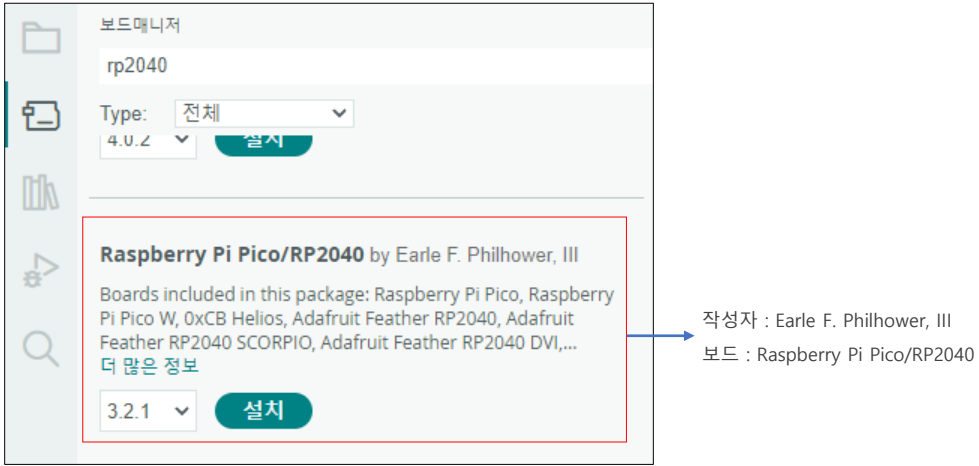 보드매니저
rp2040
Type: 전체
4.0.2 설치
Raspberry Pi Pico/RP2040 by Earle F. Philhower, III
Boards included in this package: Raspberry Pi Pico, Raspberry
Pi Pico W, 0xCB Helios, Adafruit Feather RP2040, Adafruit
Feather RP2040 SCORPIO, Adafruit Feather RP2040 DVI,...
더 많은 정보
3.2.1 설치
작성자 : Earle F. Philhower, III
보드 : Raspberry Pi Pico/RP2040